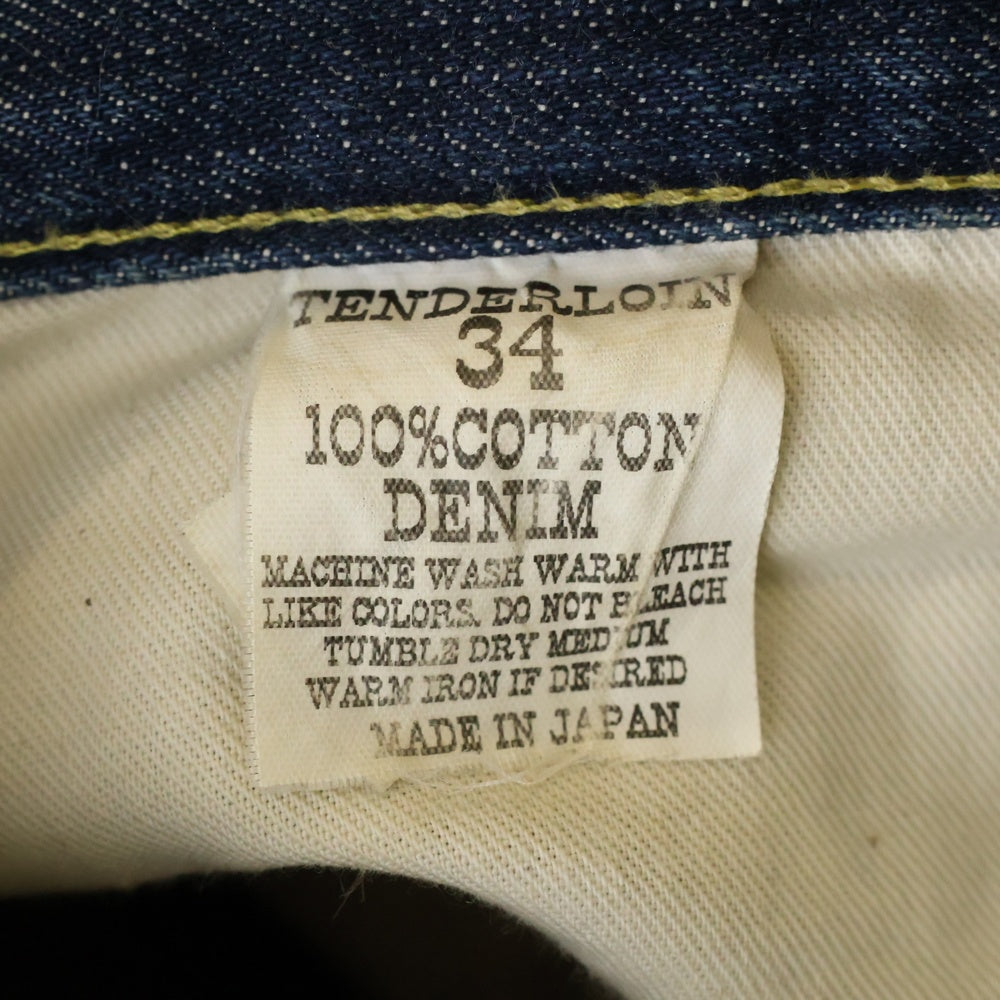 TENDERLOIN
34
100%COTTON
DENIM
MACHINE WASH WARM WITH
LIKE COLORS. DO NOT BLEACH
TUMBLE DRY MEDIUM
WARM IRON IF DESIRED
MADE IN JAPAN